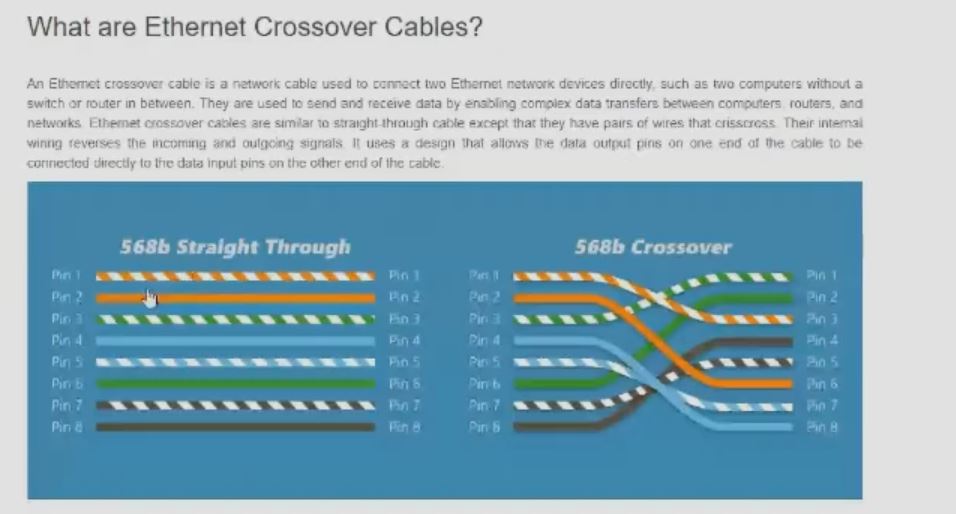 What are Ethernet Crossover Cables?
An Ethernet crossover cable is a network cable used to connect two Ethernet network devices directly, such as two computers without a
switch or router in between. They are used to send and receive data by enabling complex data transfers between computers, routers, and
networks. Ethernet crossover cables are similar to straight-through cable except that they have pairs of wires that crisscross. Their internal
wiring reverses the incoming and outgoing signals. It uses a design that allows the data output pins on one end of the cable to be
connected directly to the data input pins on the other end of the cable.
568b Straight Through
568b Crossover
Pin 1 Pin 1 Pin 1 Pin 1
Pin 2 Pin 2 Pin 2 Pin 2
Pin 3 Pin 3 Pin 3 Pin 3
Pin 4 Pin 4 Pin 4 Pin 4
Pin 5 Pin 5 Pin 5 Pin 5
Pin 6 Pin 6 Pin 6 Pin 6
Pin 7 Pin 7 Pin 7 Pin 7
Pin 8 Pin 8 Pin 8 Pin 8